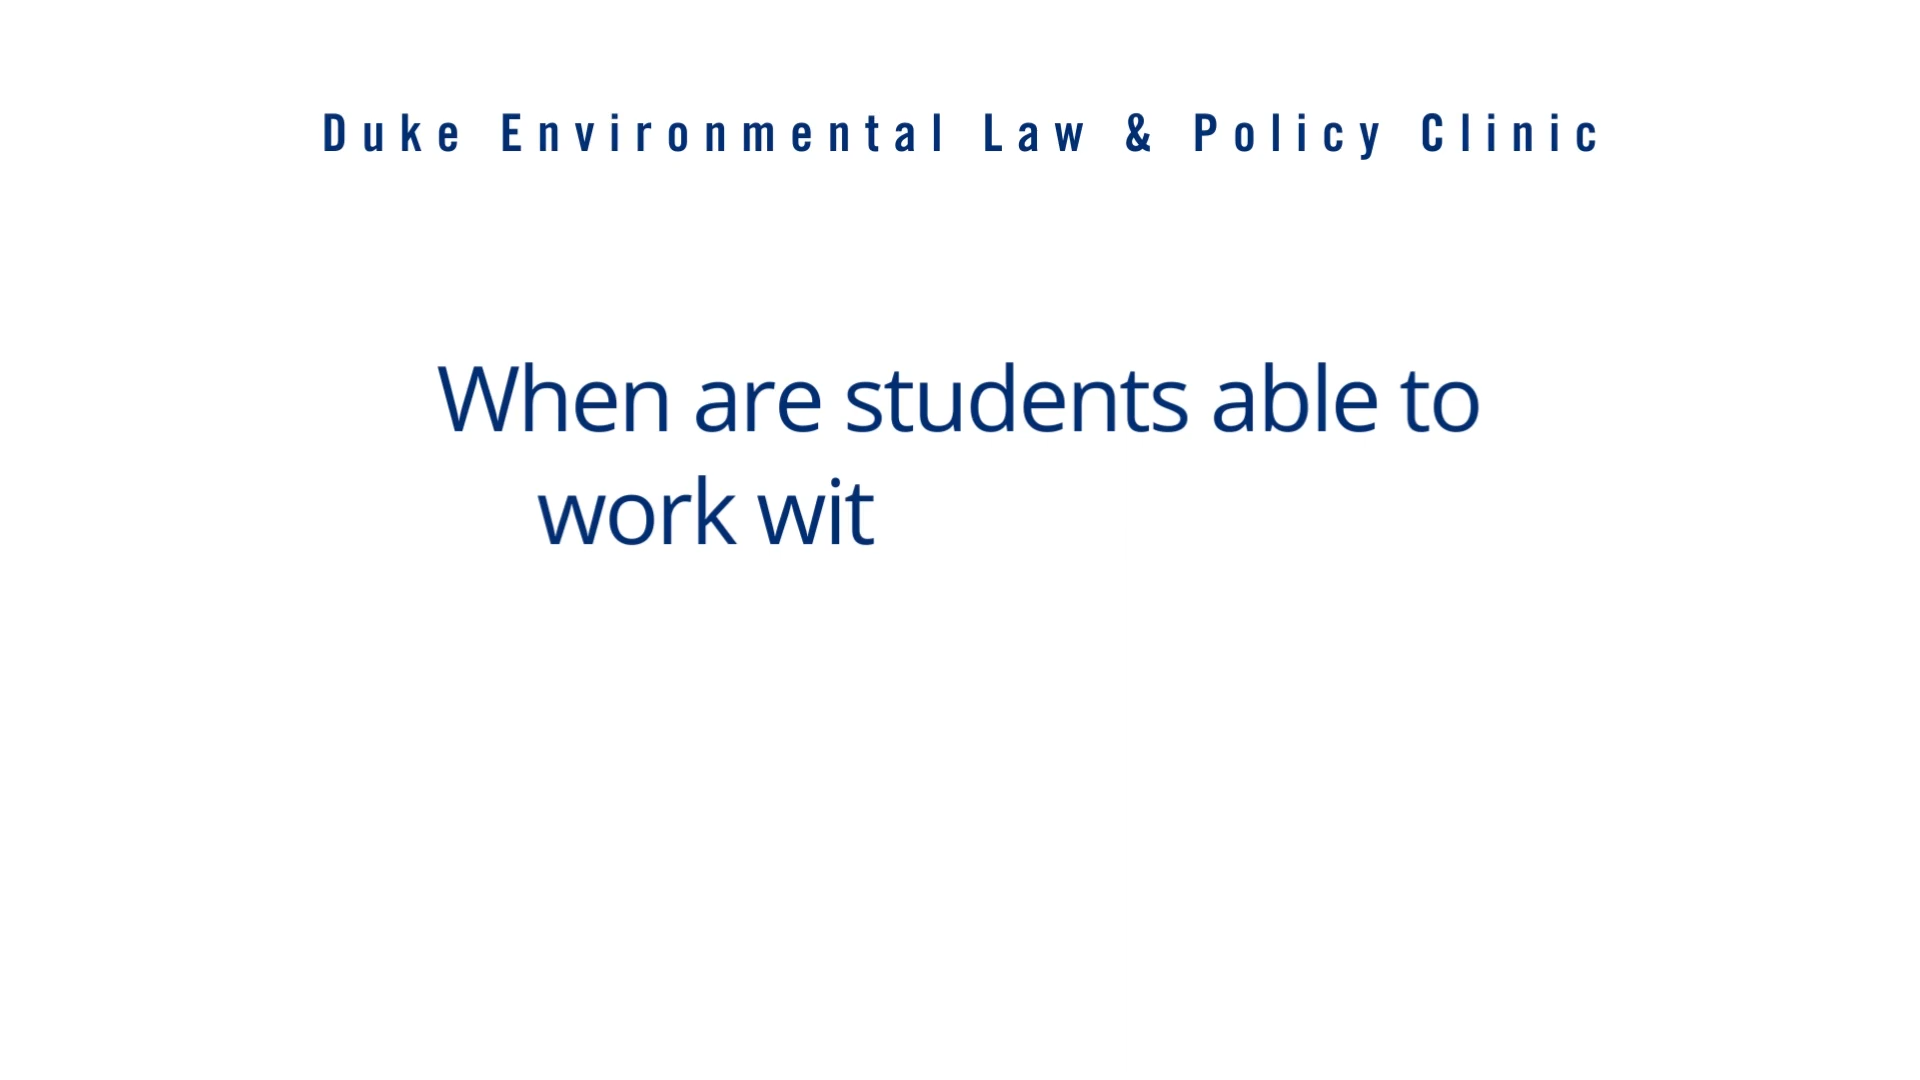 Duke Environmental Law & Policy Clinic
When are students able to
work wit